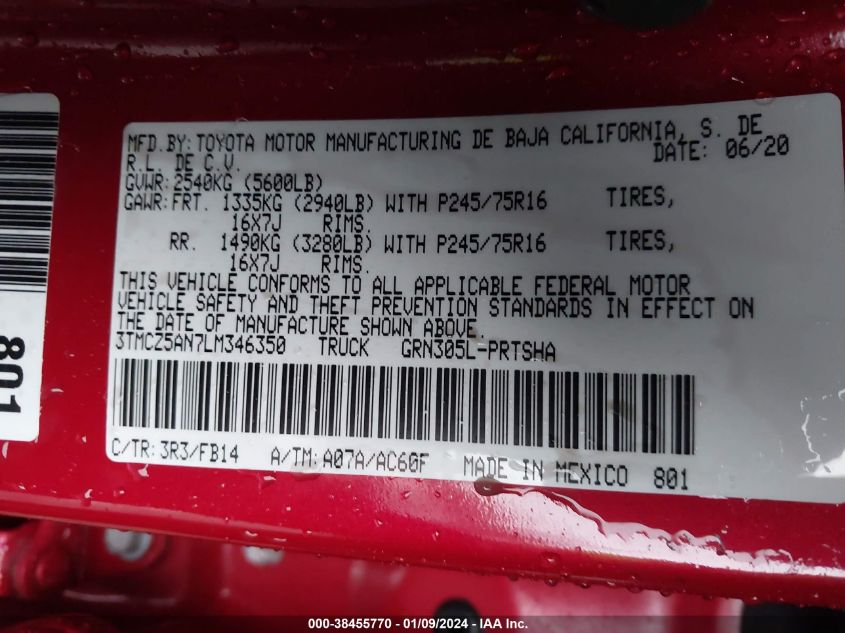 MFD.BY: TOYOTA MOTOR MANUFACTURING DE BAJA CALIFORNIA, S. DE
R.L. DE C.V. DATE: 06/20
GVWR: 2540KG (5600LB)
GAWR: FRT. 1335KG (2940LB) WITH P245/75R16 TIRES,
16X7J RIMS.
RR. 1490KG (3280LB) WITH P245/75R16 TIRES,
16X7J RIMS.
THIS VEHICLE CONFORMS TO ALL APPLICABLE FEDERAL MOTOR
VEHICLE SAFETY AND THEFT PREVENTION STANDARDS IN EFFECT ON
THE DATE OF MANUFACTURE SHOWN ABOVE.
3TMCZ5AN7LM346350 TRUCK GRN305L-PRTSHA
C/TR: 3R3/FB14 A/TM: A07A/AC60F MADE IN MEXICO 801
801
000-38455770 - 01/09/2024 - IAA Inc.